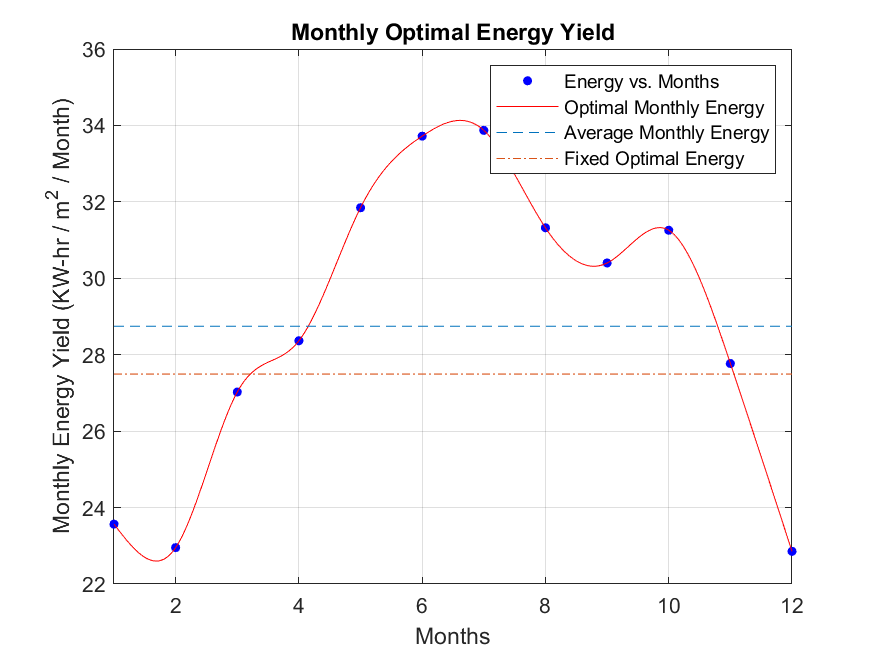 Monthly Optimal Energy Yield
Monthly Energy Yield (KW-hr / m² / Month)
36
34
32
30
28
26
24
22
Energy vs. Months
Optimal Monthly Energy
Average Monthly Energy
Fixed Optimal Energy
2 4 6 8 10 12
Months